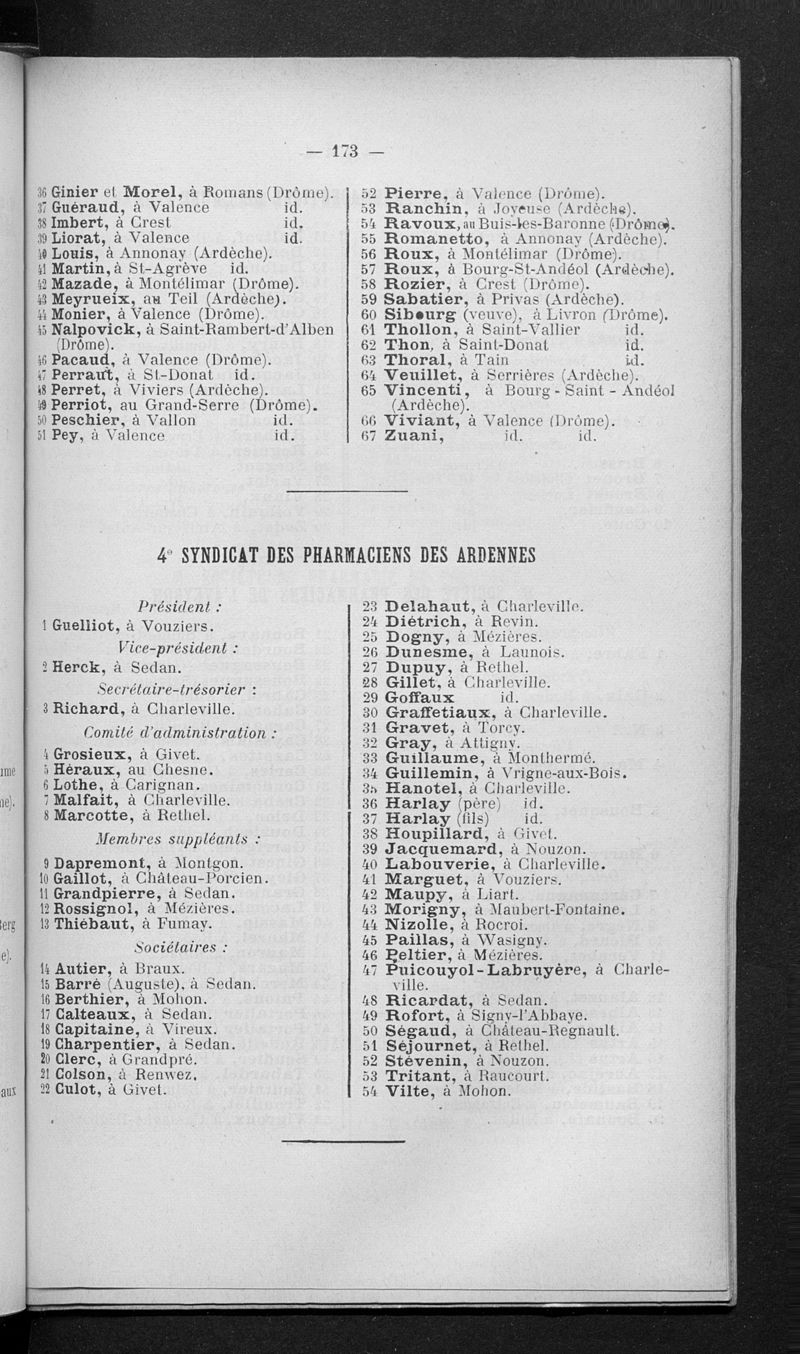 — 173 —
36 Ginier et Morel, à Romans (Drôme).
37 Guéraud, à Valence id.
38 Imbert, à Crest id.
39 Liorat, à Valence id.
40 Louis, à Annonay (Ardèche).
41 Martin, à St-Agrève id.
42 Mazade, à Montélimar (Drôme).
43 Meyrueix, au Teil (Ardèche).
44 Monier, à Valence (Drôme).
45 Nalpovick, à Saint-Rambert-d'Alben
(Drôme).
46 Pacaud, à Valence (Drôme).
47 Perraut, à St-Donat id.
48 Perret, à Viviers (Ardèche).
49 Perriot, au Grand-Serre (Drôme).
50 Peschier, à Vallon id.
51 Pey, à Valence id.
52 Pierre, à Valence (Drôme).
53 Ranchin, à Joyeuse (Ardèche).
54 Ravoux, au Buis-les-Baronne (Drôme).
55 Romanetto, à Annonay (Ardèche).
56 Roux, à Montélimar (Drôme).
57 Roux, à Bourg-St-Andéol (Ardèche).
58 Rozier, à Crest (Drôme).
59 Sabatier, à Privas (Ardèche).
60 Sibourg (veuve), à Livron (Drôme).
61 Thollon, à Saint-Vallier id.
62 Thon, à Saint-Donat id.
63 Thoral, à Tain id.
64 Veuillet, à Serrières (Ardèche).
65 Vincenti, à Bourg-Saint-Andéol
(Ardèche).
66 Viviant, à Valence (Drôme).
67 Zuani, id. id.
4° SYNDICAT DES PHARMACIENS DES ARDENNES
Président :
1 Guelliot, à Vouziers.
Vice-président :
2 Herck, à Sedan.
Secrétaire-trésorier :
3 Richard, à Charleville.
Comité d'administration :
4 Grosieux, à Givet.
5 Héraux, au Chesne.
6 Lothe, à Carignan.
7 Malfait, à Charleville.
8 Marcotte, à Rethel.
Membres suppléants :
9 Dapremont, à Montgon.
10 Gaillot, à Château-Porcien.
11 Grandpierre, à Sedan.
12 Rossignol, à Mézières.
13 Thiébaut, à Fumay.
Sociétaires :
14 Autier, à Braux.
15 Barré (Auguste), à Sedan.
16 Berthier, à Mohon.
17 Calteaux, à Sedan.
18 Capitaine, à Vireux.
19 Charpentier, à Sedan.
20 Clerc, à Grandpré.
21 Colson, à Renwez.
22 Culot, à Givet.
23 Delahaut, à Charleville.
24 Diétrich, à Revin.
25 Dogny, à Mézières.
26 Dunesme, à Launois.
27 Dupuy, à Rethel.
28 Gillet, à Charleville.
29 Goffaux id.
30 Graffetiaux, à Charleville.
31 Gravet, à Torcy.
32 Gray, à Attigny.
33 Guillaume, à Monthermé.
34 Guillemin, à Vrigne-aux-Bois.
35 Hanotel, à Charleville.
36 Harlay (père) id.
37 Harlay (fils) id.
38 Houpillard, à Givet.
39 Jacquemard, à Nouzon.
40 Labouverie, à Charleville.
41 Marguet, à Vouziers.
42 Maupy, à Liart.
43 Morigny, à Maubert-Fontaine.
44 Nizolle, à Rocroi.
45 Paillas, à Wasigny.
46 Peltier, à Mézières.
47 Puicouyol-Labruyère, à Charle-
ville.
48 Ricardat, à Sedan.
49 Rofort, à Signy-l'Abbaye.
50 Ségaud, à Château-Regnault.
51 Séjournet, à Rethel.
52 Stévenin, à Nouzon.
53 Tritant, à Raucourt.
54 Vilte, à Mohon.